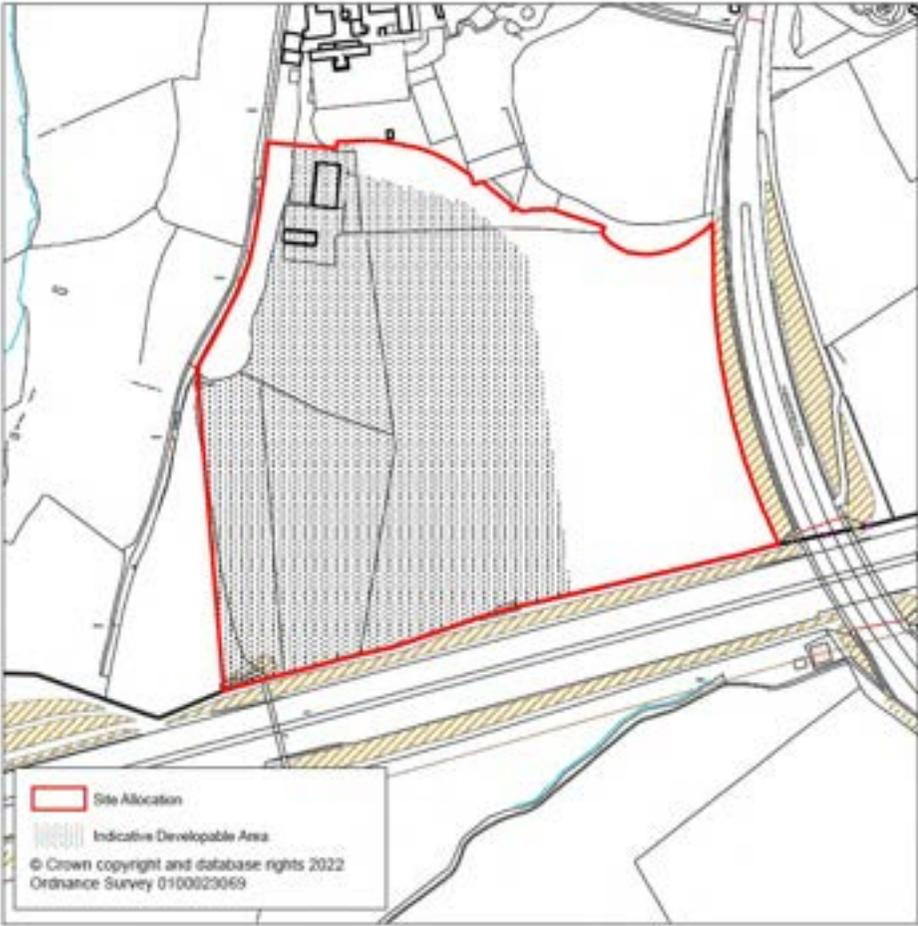 Site Allocation
Indicative Developable Area
© Crown copyright and database rights 2022
Ordnance Survey 0100023069